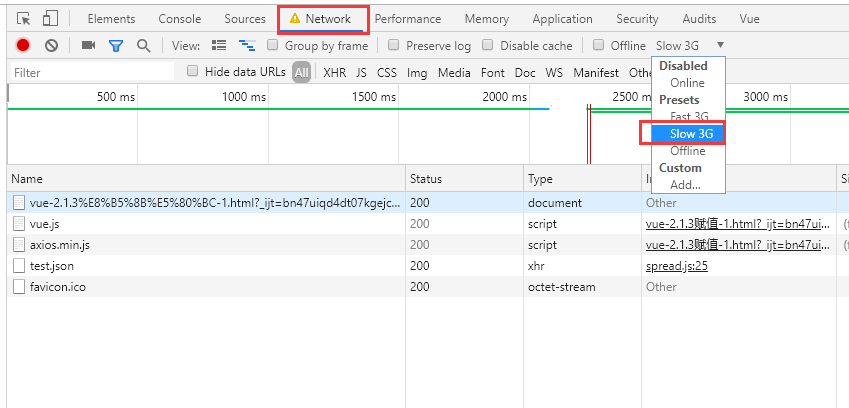 Elements Console Sources Network Performance Memory Application Security Audits Vue
View: Group by frame Preserve log Disable cache Offline Slow 3G
Filter Hide data URLs All XHR JS CSS Img Media Font Doc WS Manifest Othe
Disabled
Online
Presets
Fast 3G
Slow 3G
Offline
Custom
Add...
500 ms 1000 ms 1500 ms 2000 ms 2500 3000 ms
Name Status Type In Si
vue-2.1.3%E8%B5%8B%E5%80%BC-1.html?_ijt=bn47uiqd4dt07kgejc... 200 document Other
vue.js 200 script vue-2.1.3赋值-1.html?_ijt=bn47ui... (f
axios.min.js 200 script vue-2.1.3赋值-1.html?_ijt=bn47ui... (f
test.json 200 xhr spread.js:25
favicon.ico 200 octet-stream Other